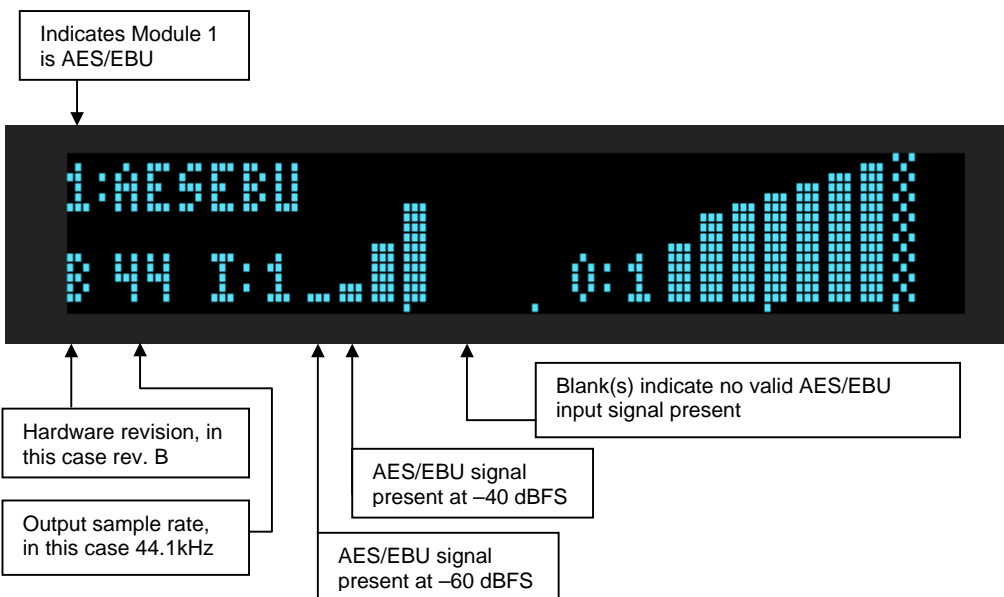 Indicates Module 1
is AES/EBU
1:AESEBU
B 44 I:1 O:1
Blank(s) indicate no valid AES/EBU
input signal present
Hardware revision, in
this case rev. B
AES/EBU signal
present at –40 dBFS
Output sample rate,
in this case 44.1kHz
AES/EBU signal
present at –60 dBFS